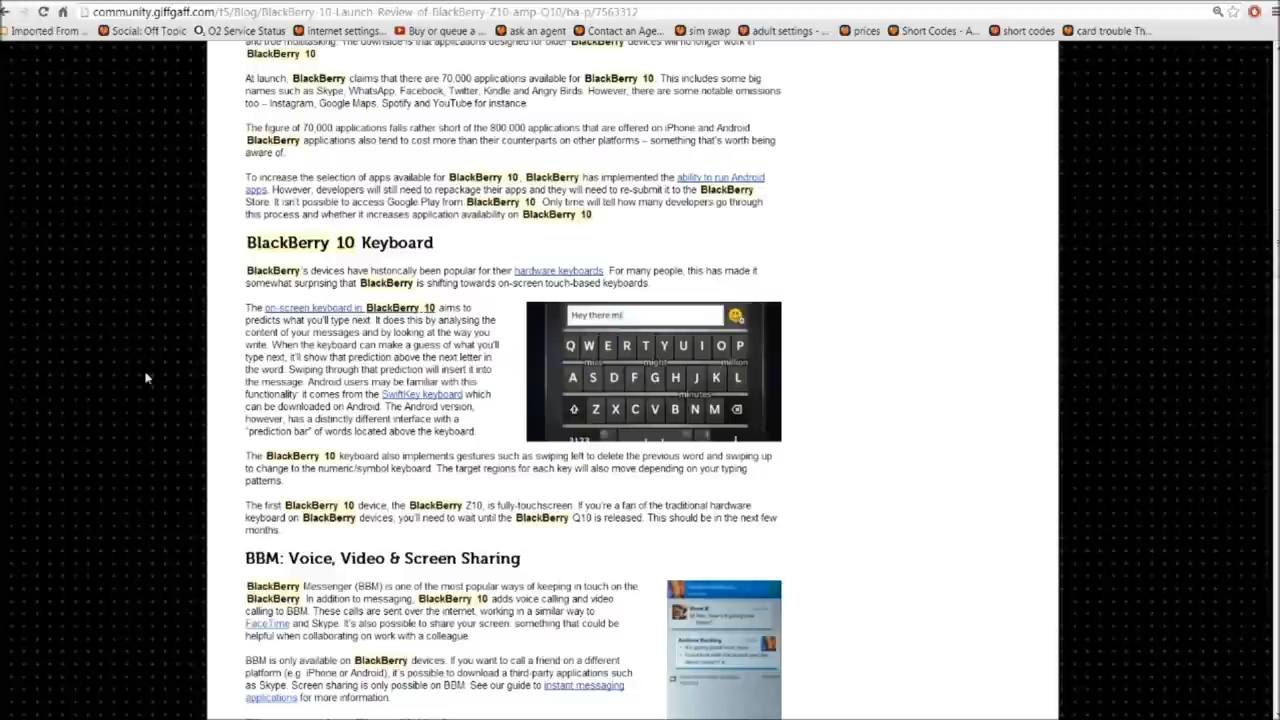 community.giffgaff.com/t5/Blog/BlackBerry-10-Launch-Review-of-BlackBerry-Z10-amp-Q10/ba-p/7563312
Imported From ... Social: Off Topic O2 Service Status internet settings... Buy or queue a ... ask an agent Contact an Age... sim swap adult settings - ... prices Short Codes - A... short codes card trouble Th...
and true multitasking. The downside is that applications designed for older BlackBerry devices will no longer work in
BlackBerry 10
At launch, BlackBerry claims that there are 70,000 applications available for BlackBerry 10. This includes some big
names such as Skype, WhatsApp, Facebook, Twitter, Kindle and Angry Birds. However, there are some notable omissions
too – Instagram, Google Maps, Spotify and YouTube for instance.
The figure of 70,000 applications falls rather short of the 800,000 applications that are offered on iPhone and Android.
BlackBerry applications also tend to cost more than their counterparts on other platforms – something that's worth being
aware of.
To increase the selection of apps available for BlackBerry 10, BlackBerry has implemented the ability to run Android
apps. However, developers will still need to repackage their apps and they will need to re-submit it to the BlackBerry
Store. It isn't possible to access Google Play from BlackBerry 10. Only time will tell how many developers go through
this process and whether it increases application availability on BlackBerry 10
BlackBerry 10 Keyboard
BlackBerry's devices have historically been popular for their hardware keyboards. For many people, this has made it
somewhat surprising that BlackBerry is shifting towards on-screen touch-based keyboards.
The on-screen keyboard in BlackBerry 10 aims to
predicts what you'll type next. It does this by analysing the
content of your messages and by looking at the way you
write. When the keyboard can make a guess of what you'll
type next, it'll show that prediction above the next letter in
the word. Swiping through that prediction will insert it into
the message. Android users may be familiar with this
functionality: it comes from the SwiftKey keyboard which
can be downloaded on Android. The Android version,
however, has a distinctly different interface with a
"prediction bar" of words located above the keyboard.
Hey there mi
Q W E R T Y U I O P
mins might million
A S D F G H J K L
minutes
Z X C V B N M
The BlackBerry 10 keyboard also implements gestures such as swiping left to delete the previous word and swiping up
to change to the numeric/symbol keyboard. The target regions for each key will also move depending on your typing
patterns.
The first BlackBerry 10 device, the BlackBerry Z10, is fully-touchscreen. If you're a fan of the traditional hardware
keyboard on BlackBerry devices, you'll need to wait until the BlackBerry Q10 is released. This should be in the next few
months.
BBM: Voice, Video & Screen Sharing
BlackBerry Messenger (BBM) is one of the most popular ways of keeping in touch on the
BlackBerry. In addition to messaging, BlackBerry 10 adds voice calling and video
calling to BBM. These calls are sent over the internet, working in a similar way to
FaceTime and Skype. It's also possible to share your screen: something that could be
helpful when collaborating on work with a colleague.
BBM is only available on BlackBerry devices. If you want to call a friend on a different
platform (e.g. iPhone or Android), it's possible to download a third-party applications such
as Skype. Screen sharing is only possible on BBM. See our guide to instant messaging
applications for more information.